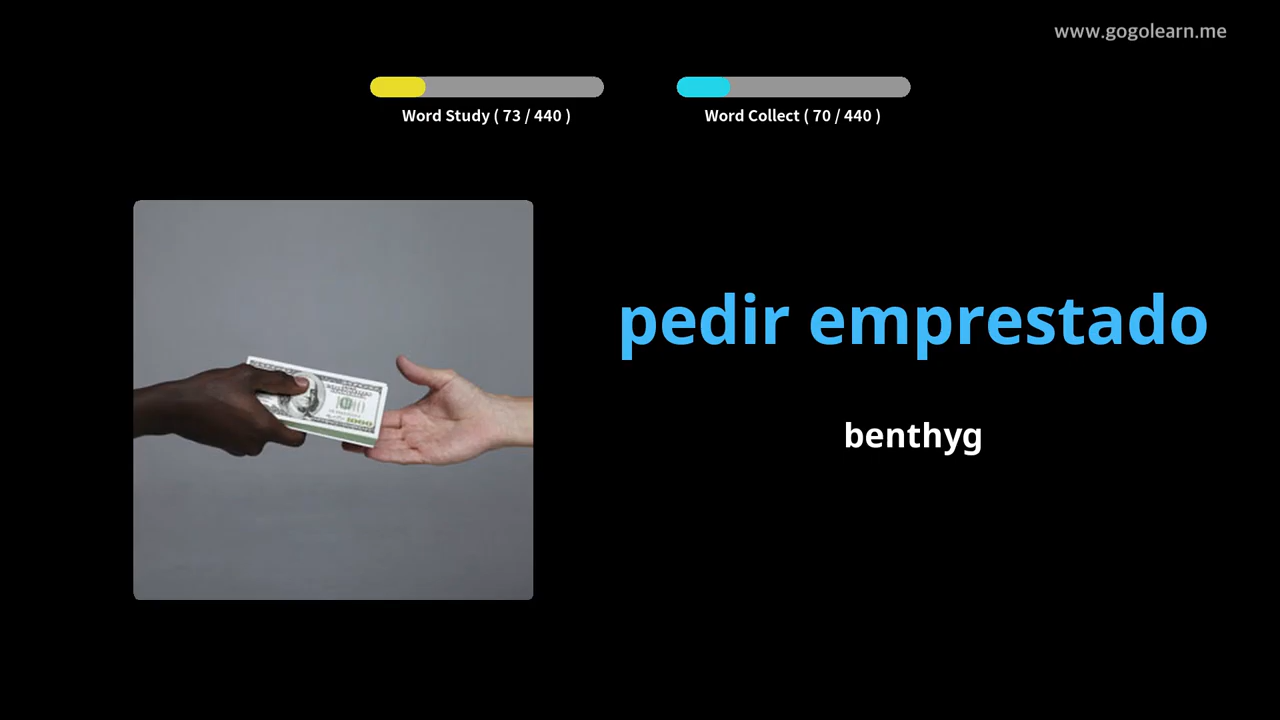 www.gogolearn.me
Word Study ( 73 / 440 )
Word Collect ( 70 / 440 )
pedir emprestado
benthyg